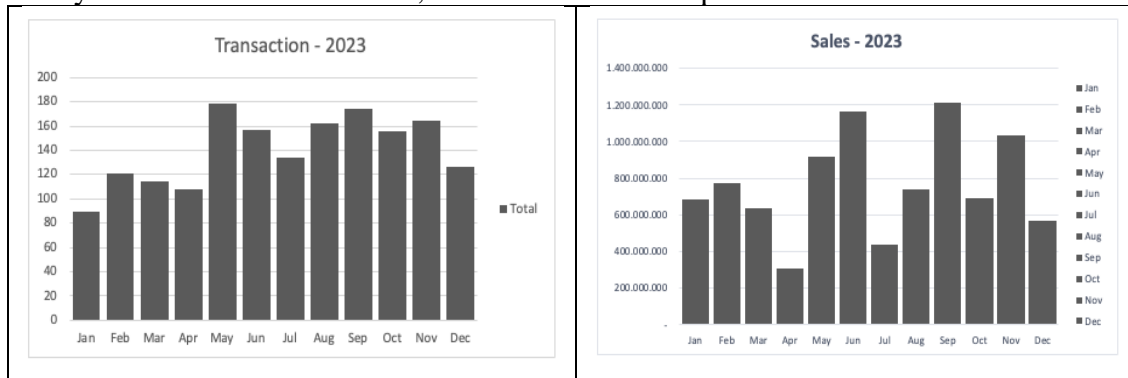 Transaction - 2023
200
180
160
140
120
100
80
60
40
20
0
Jan Feb Mar Apr May Jun Jul Aug Sep Oct Nov Dec
Total
Sales - 2023
1.400.000.000
1.200.000.000
1.000.000.000
800.000.000
600.000.000
400.000.000
200.000.000
-
Jan Feb Mar Apr May Jun Jul Aug Sep Oct Nov Dec
Jan
Feb
Mar
Apr
May
Jun
Jul
Aug
Sep
Oct
Nov
Dec